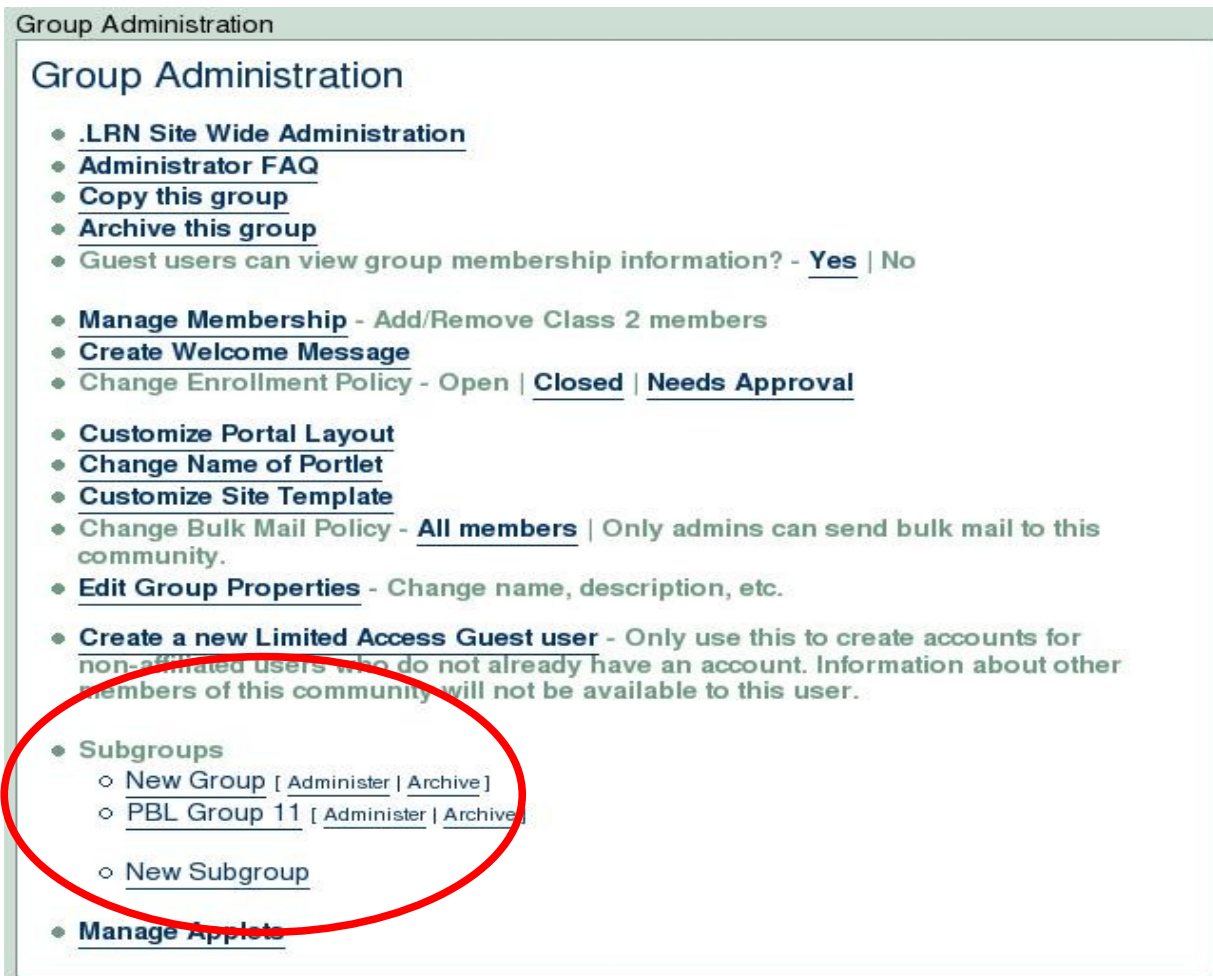 Group Administration
Group Administration
.LRN Site Wide Administration
Administrator FAQ
Copy this group
Archive this group
Guest users can view group membership information? - Yes | No
Manage Membership - Add/Remove Class 2 members
Create Welcome Message
Change Enrollment Policy - Open | Closed | Needs Approval
Customize Portal Layout
Change Name of Portlet
Customize Site Template
Change Bulk Mail Policy - All members | Only admins can send bulk mail to this
community.
Edit Group Properties - Change name, description, etc.
Create a new Limited Access Guest user - Only use this to create accounts for
non-affiliated users who do not already have an account. Information about other
members of this community will not be available to this user.
Subgroups
New Group [ Administer | Archive ]
PBL Group 11 [ Administer | Archive ]
New Subgroup
Manage Applets